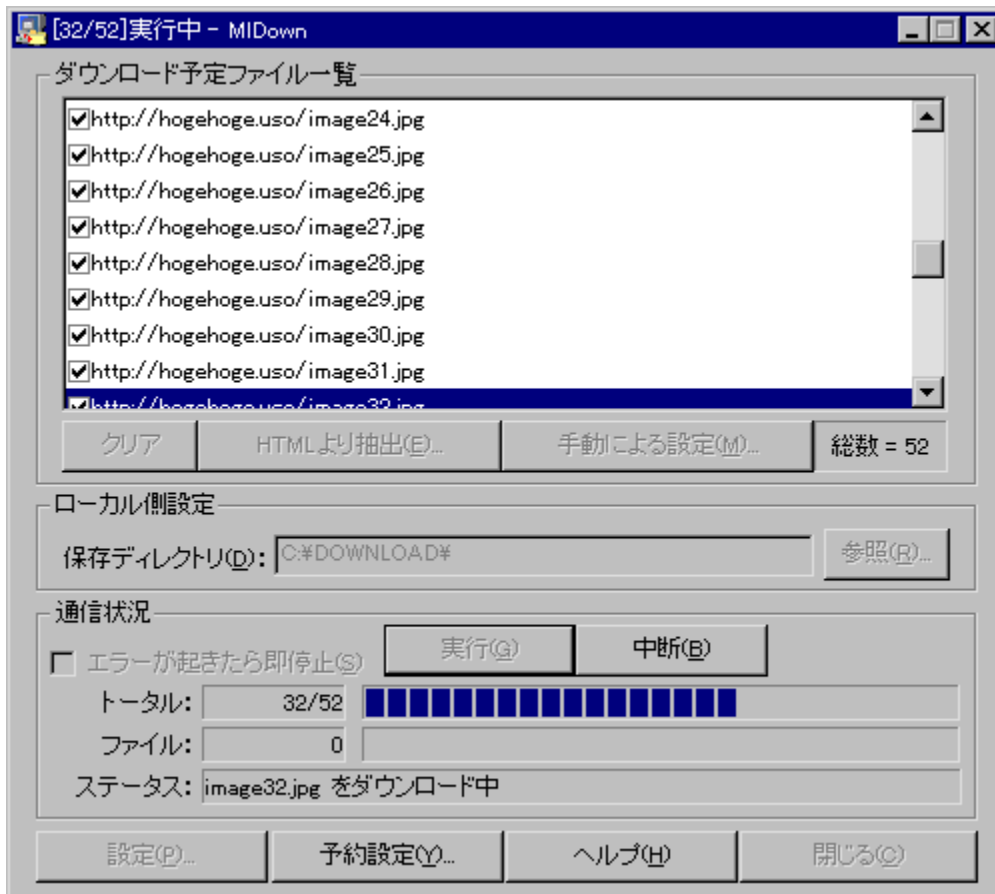 [32/52]実行中 - MIDown
ダウンロード予定ファイル一覧
http://hogehoge.uso/image24.jpg
http://hogehoge.uso/image25.jpg
http://hogehoge.uso/image26.jpg
http://hogehoge.uso/image27.jpg
http://hogehoge.uso/image28.jpg
http://hogehoge.uso/image29.jpg
http://hogehoge.uso/image30.jpg
http://hogehoge.uso/image31.jpg
http://hogehoge.uso/image32.jpg
クリア HTMLより抽出(E)... 手動による設定(M)... 総数 = 52
ローカル側設定
保存ディレクトリ(D): C:¥DOWNLOAD¥ 参照(R)...
通信状況
エラーが起きたら即停止(S) 実行(G) 中断(B)
トータル: 32/52
ファイル: 0
ステータス: image32.jpg をダウンロード中
設定(P)... 予約設定(Y)... ヘルプ(H) 閉じる(C)